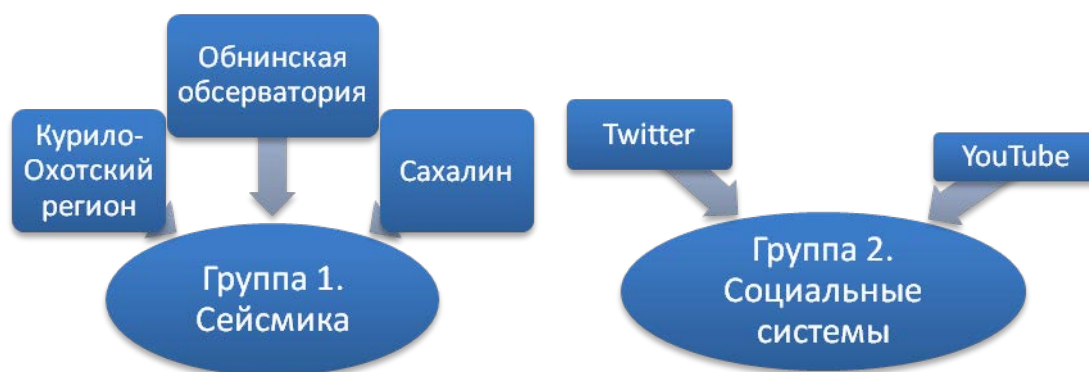 Обнинская
обсерватория
Курило-
Охотский
регион
Сахалин
Группа 1.
Сейсмика
Twitter
YouTube
Группа 2.
Социальные
системы